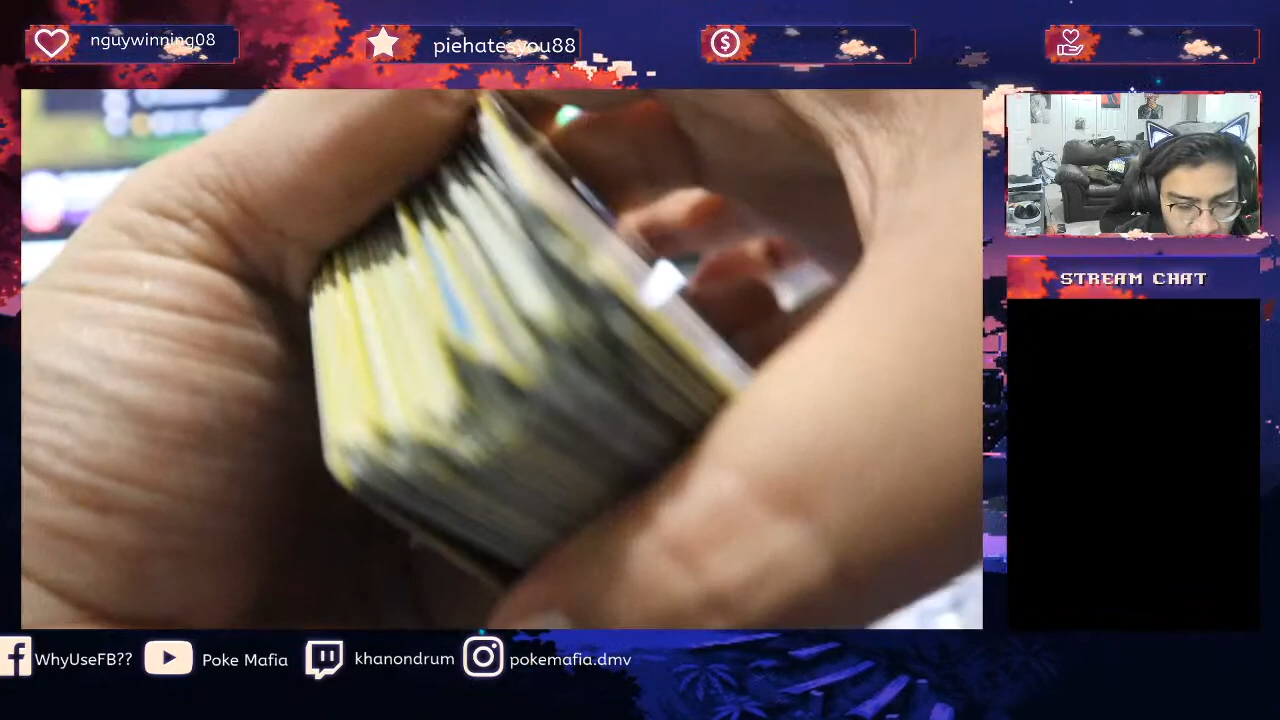 nguywinning08
piehatesyou88
STREAM CHAT
WhyUseFB??
Poke Mafia
khanondrum
pokemafia.dmv